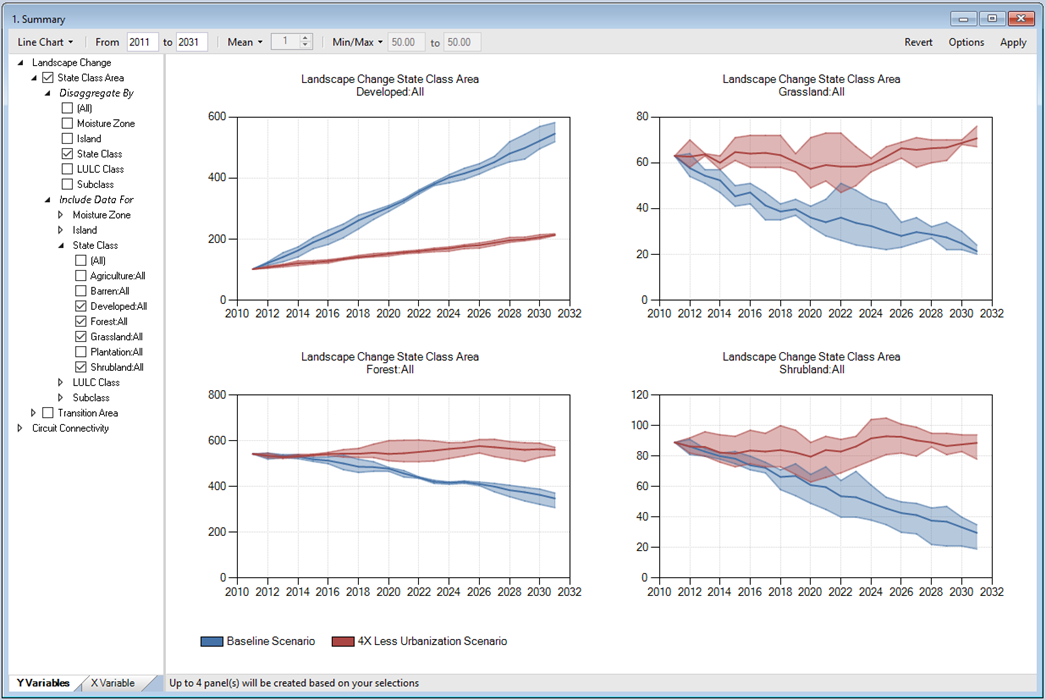 1. Summary
Line Chart From 2011 to 2031 Mean 1 Min/Max 50.00 to 50.00 Revert Options Apply
Landscape Change
State Class Area
Disaggregate By
(All)
Moisture Zone
Island
State Class
LULC Class
Subclass
Include Data For
Moisture Zone
Island
State Class
(All)
Agriculture:All
Barren:All
Developed:All
Forest:All
Grassland:All
Plantation:All
Shrubland:All
LULC Class
Subclass
Transition Area
Circuit Connectivity
Landscape Change State Class Area
Developed:All
600
400
200
0
2010 2012 2014 2016 2018 2020 2022 2024 2026 2028 2030 2032
Landscape Change State Class Area
Grassland:All
80
60
40
20
0
2010 2012 2014 2016 2018 2020 2022 2024 2026 2028 2030 2032
Landscape Change State Class Area
Forest:All
800
600
400
200
0
2010 2012 2014 2016 2018 2020 2022 2024 2026 2028 2030 2032
Landscape Change State Class Area
Shrubland:All
120
100
80
60
40
20
0
2010 2012 2014 2016 2018 2020 2022 2024 2026 2028 2030 2032
Baseline Scenario 4X Less Urbanization Scenario
Y Variables X Variable Up to 4 panel(s) will be created based on your selections